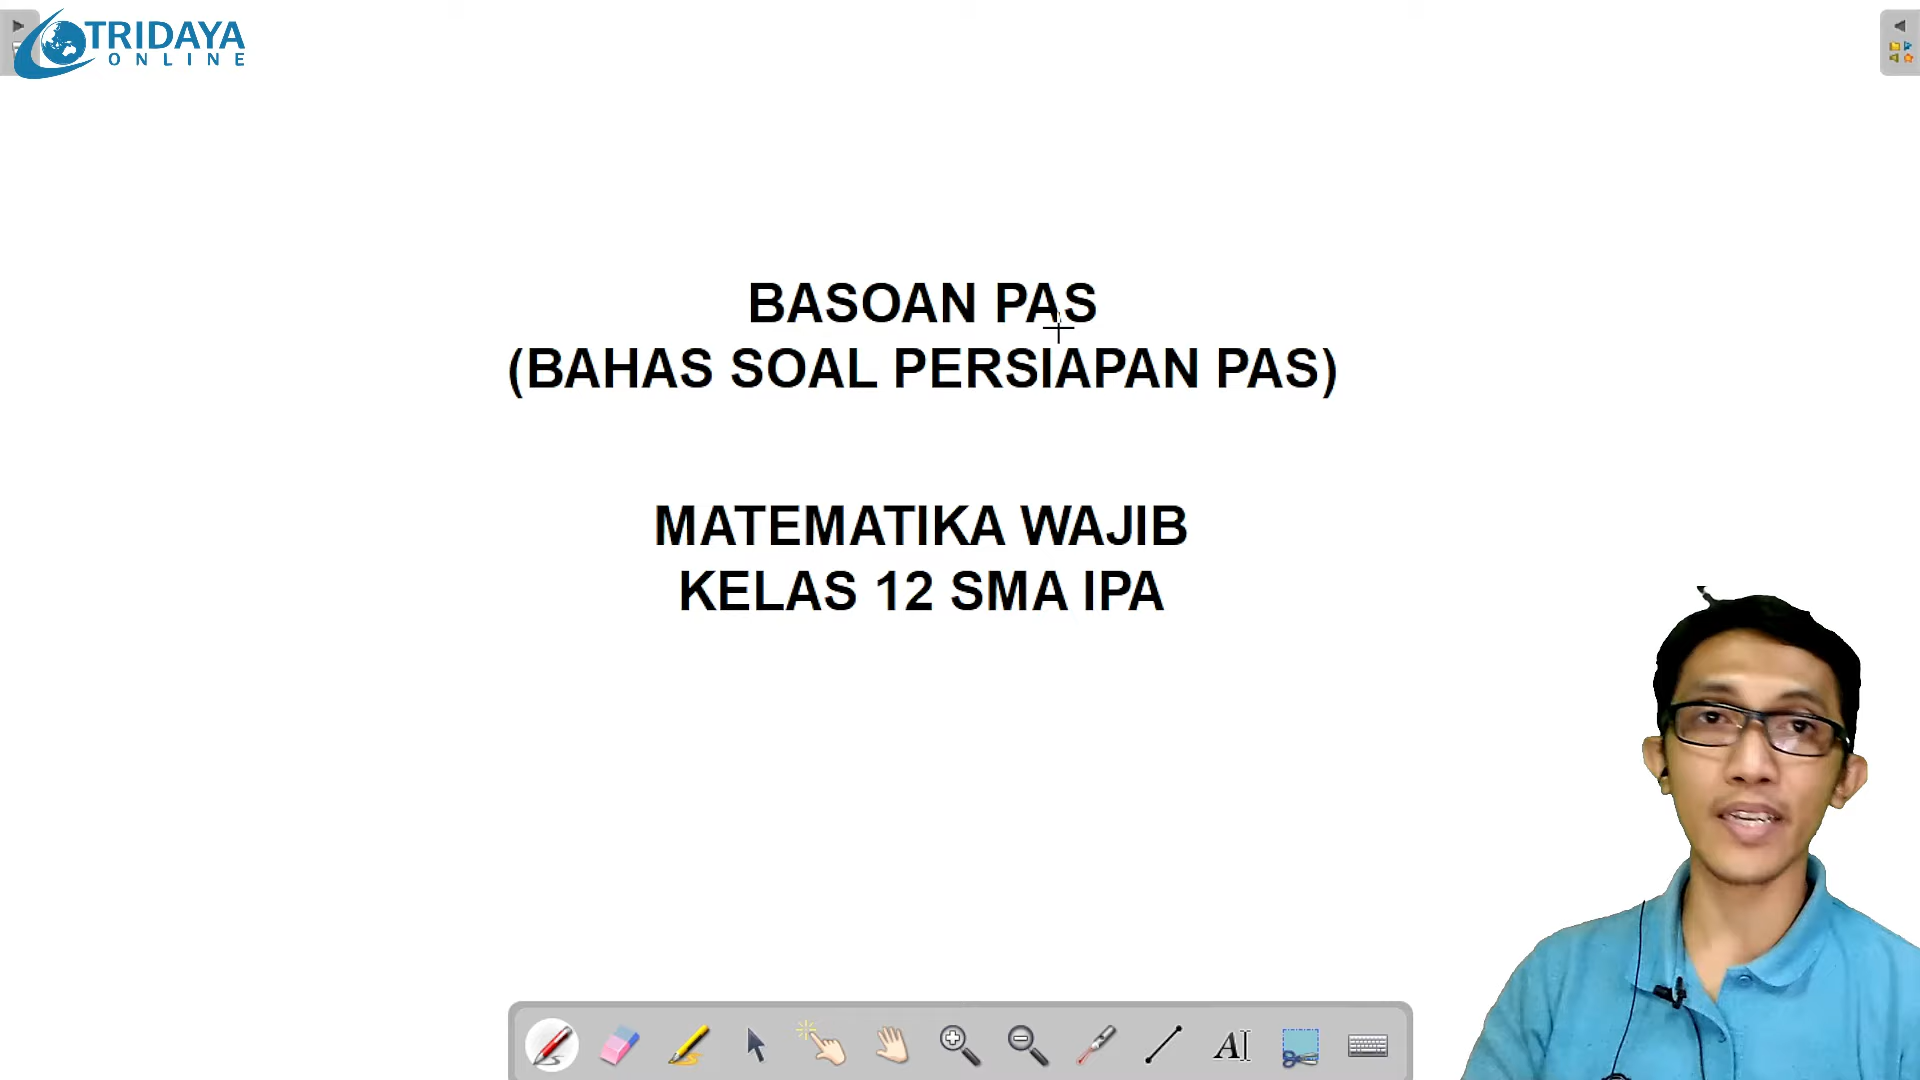 TRIDAYA
ONLINE
BASOAN PAS
(BAHAS SOAL PERSIAPAN PAS)
MATEMATIKA WAJIB
KELAS 12 SMA IPA